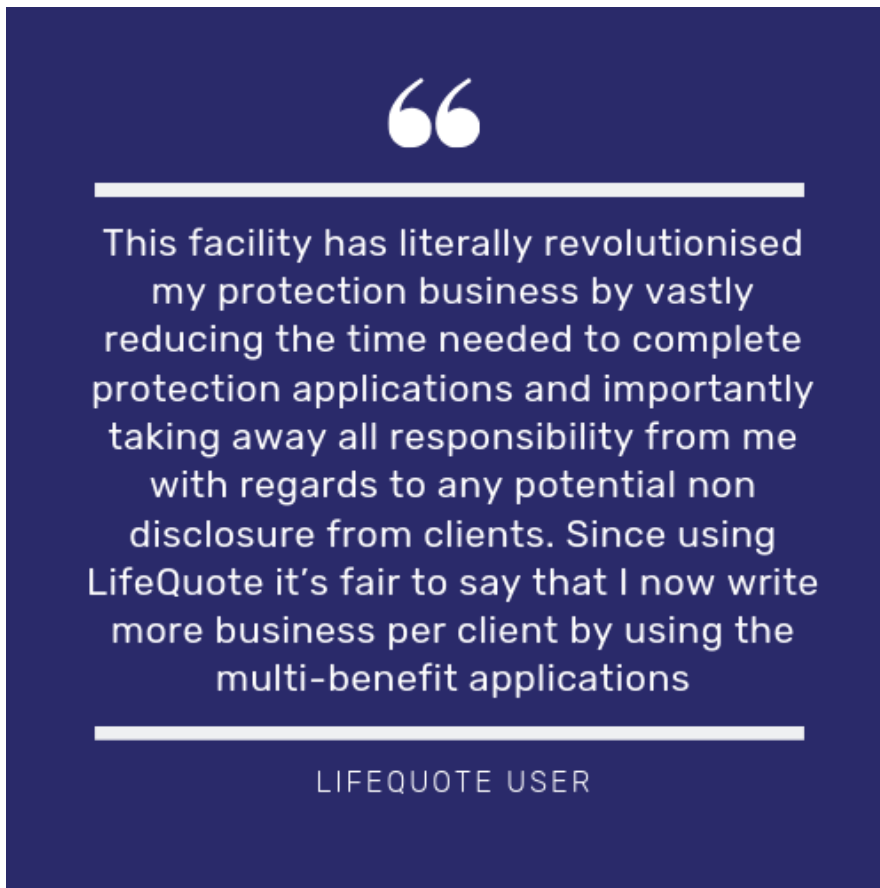 “
This facility has literally revolutionised
my protection business by vastly
reducing the time needed to complete
protection applications and importantly
taking away all responsibility from me
with regards to any potential non
disclosure from clients. Since using
LifeQuote it’s fair to say that I now write
more business per client by using the
multi-benefit applications
LIFEQUOTE USER